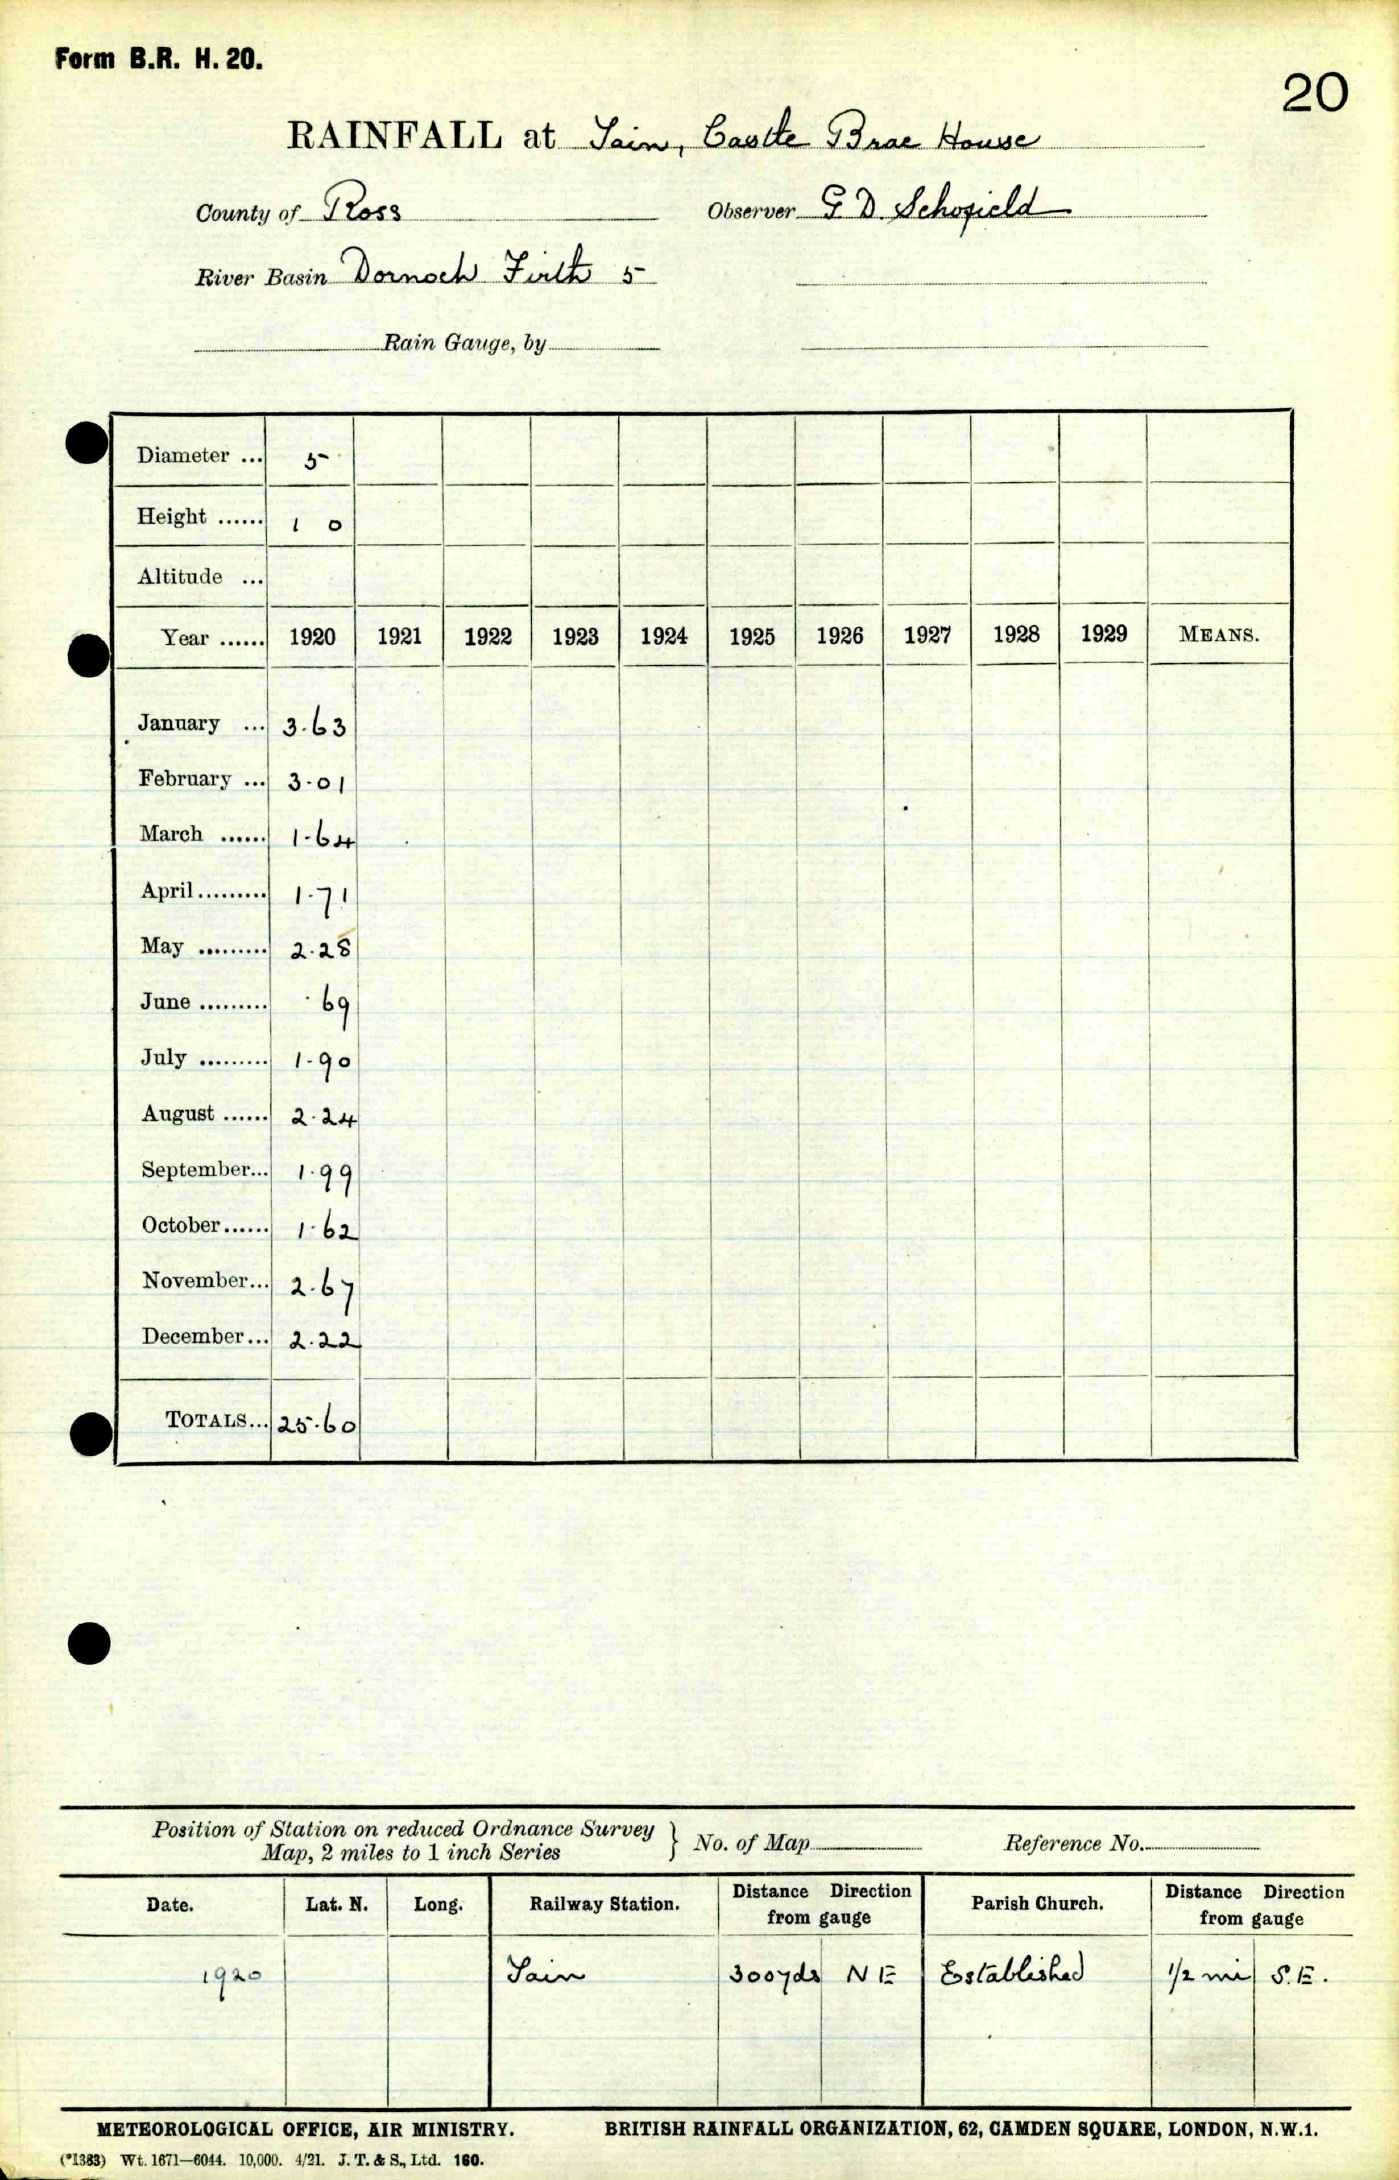 Form B.R. H. 20.
20
RAINFALL at Tain, Castle Brae House
County of Ross Observer G. D. Schofield
River Basin Dornoch Firth 5
Rain Gauge, by
Diameter ... 5
Height ...... 1 0
Altitude ...
Year ...... 1920 1921 1922 1923 1924 1925 1926 1927 1928 1929 MEANS.
January ... 3.63
February ... 3.01
March ...... 1.64
April ......... 1.71
May ......... 2.28
June ......... .69
July ......... 1.90
August ...... 2.24
September... 1.99
October ...... 1.62
November... 2.67
December... 2.22
TOTALS... 25.60
Position of Station on reduced Ordnance Survey
Map, 2 miles to 1 inch Series } No. of Map Reference No.
Date. Lat. N. Long. Railway Station. Distance Direction from gauge Parish Church. Distance Direction from gauge
1920 Tain 300yds N E Established 1/2 mi S.E.
METEOROLOGICAL OFFICE, AIR MINISTRY. BRITISH RAINFALL ORGANIZATION, 62, CAMDEN SQUARE, LONDON, N.W.1.
(*1383) Wt. 1671—6044. 10,000. 4/21. J. T. & S., Ltd. 160.